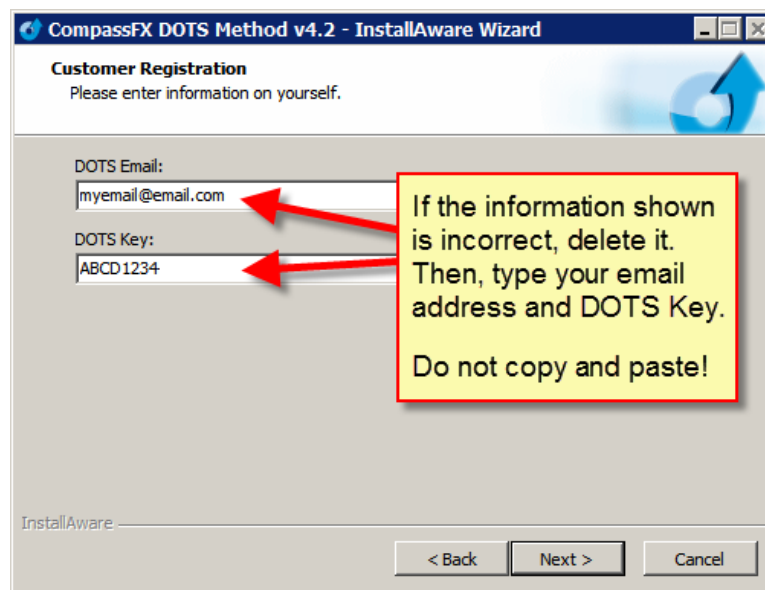 CompassFX DOTS Method v4.2 - InstallAware Wizard
Customer Registration
Please enter information on yourself.
DOTS Email:
myemail@email.com
DOTS Key:
ABCD1234
If the information shown
is incorrect, delete it.
Then, type your email
address and DOTS Key.
Do not copy and paste!
InstallAware
< Back
Next >
Cancel